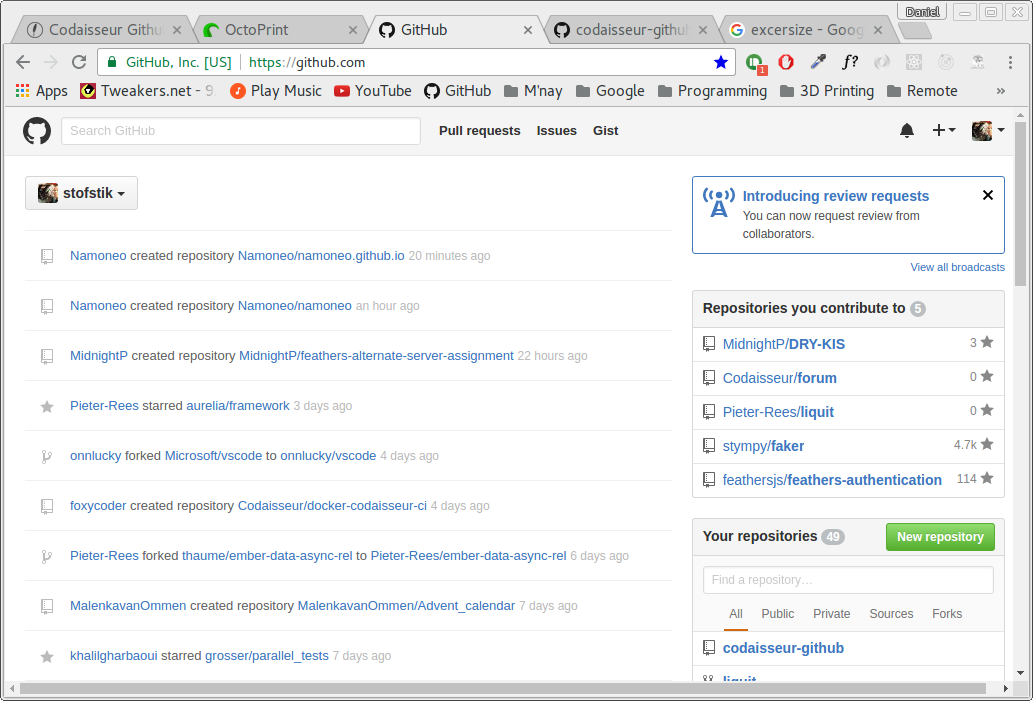 Daniel
Codaisseur Githu
OctoPrint
GitHub
codaisseur-github
excersize - Goog
GitHub, Inc. [US] https://github.com
1
f?
Apps
Tweakers.net - 9
Play Music
YouTube
GitHub
M'nay
Google
Programming
3D Printing
Remote
»
Search GitHub
Pull requests
Issues
Gist
stofstik
Namoneo created repository Namoneo/namoneo.github.io 20 minutes ago
Namoneo created repository Namoneo/namoneo an hour ago
MidnightP created repository MidnightP/feathers-alternate-server-assignment 22 hours ago
Pieter-Rees starred aurelia/framework 3 days ago
onnlucky forked Microsoft/vscode to onnlucky/vscode 4 days ago
foxycoder created repository Codaisseur/docker-codaisseur-ci 4 days ago
Pieter-Rees forked thaume/ember-data-async-rel to Pieter-Rees/ember-data-async-rel 6 days ago
MalenkavanOmmen created repository MalenkavanOmmen/Advent_calendar 7 days ago
khalilgharbaoui starred grosser/parallel_tests 7 days ago
Introducing review requests
You can now request review from
collaborators.
View all broadcasts
Repositories you contribute to 5
MidnightP/DRY-KIS 3
Codaisseur/forum 0
Pieter-Rees/liquit 0
stympy/faker 4.7k
feathersjs/feathers-authentication 114
Your repositories 49
New repository
Find a repository…
All
Public
Private
Sources
Forks
codaisseur-github
liquit